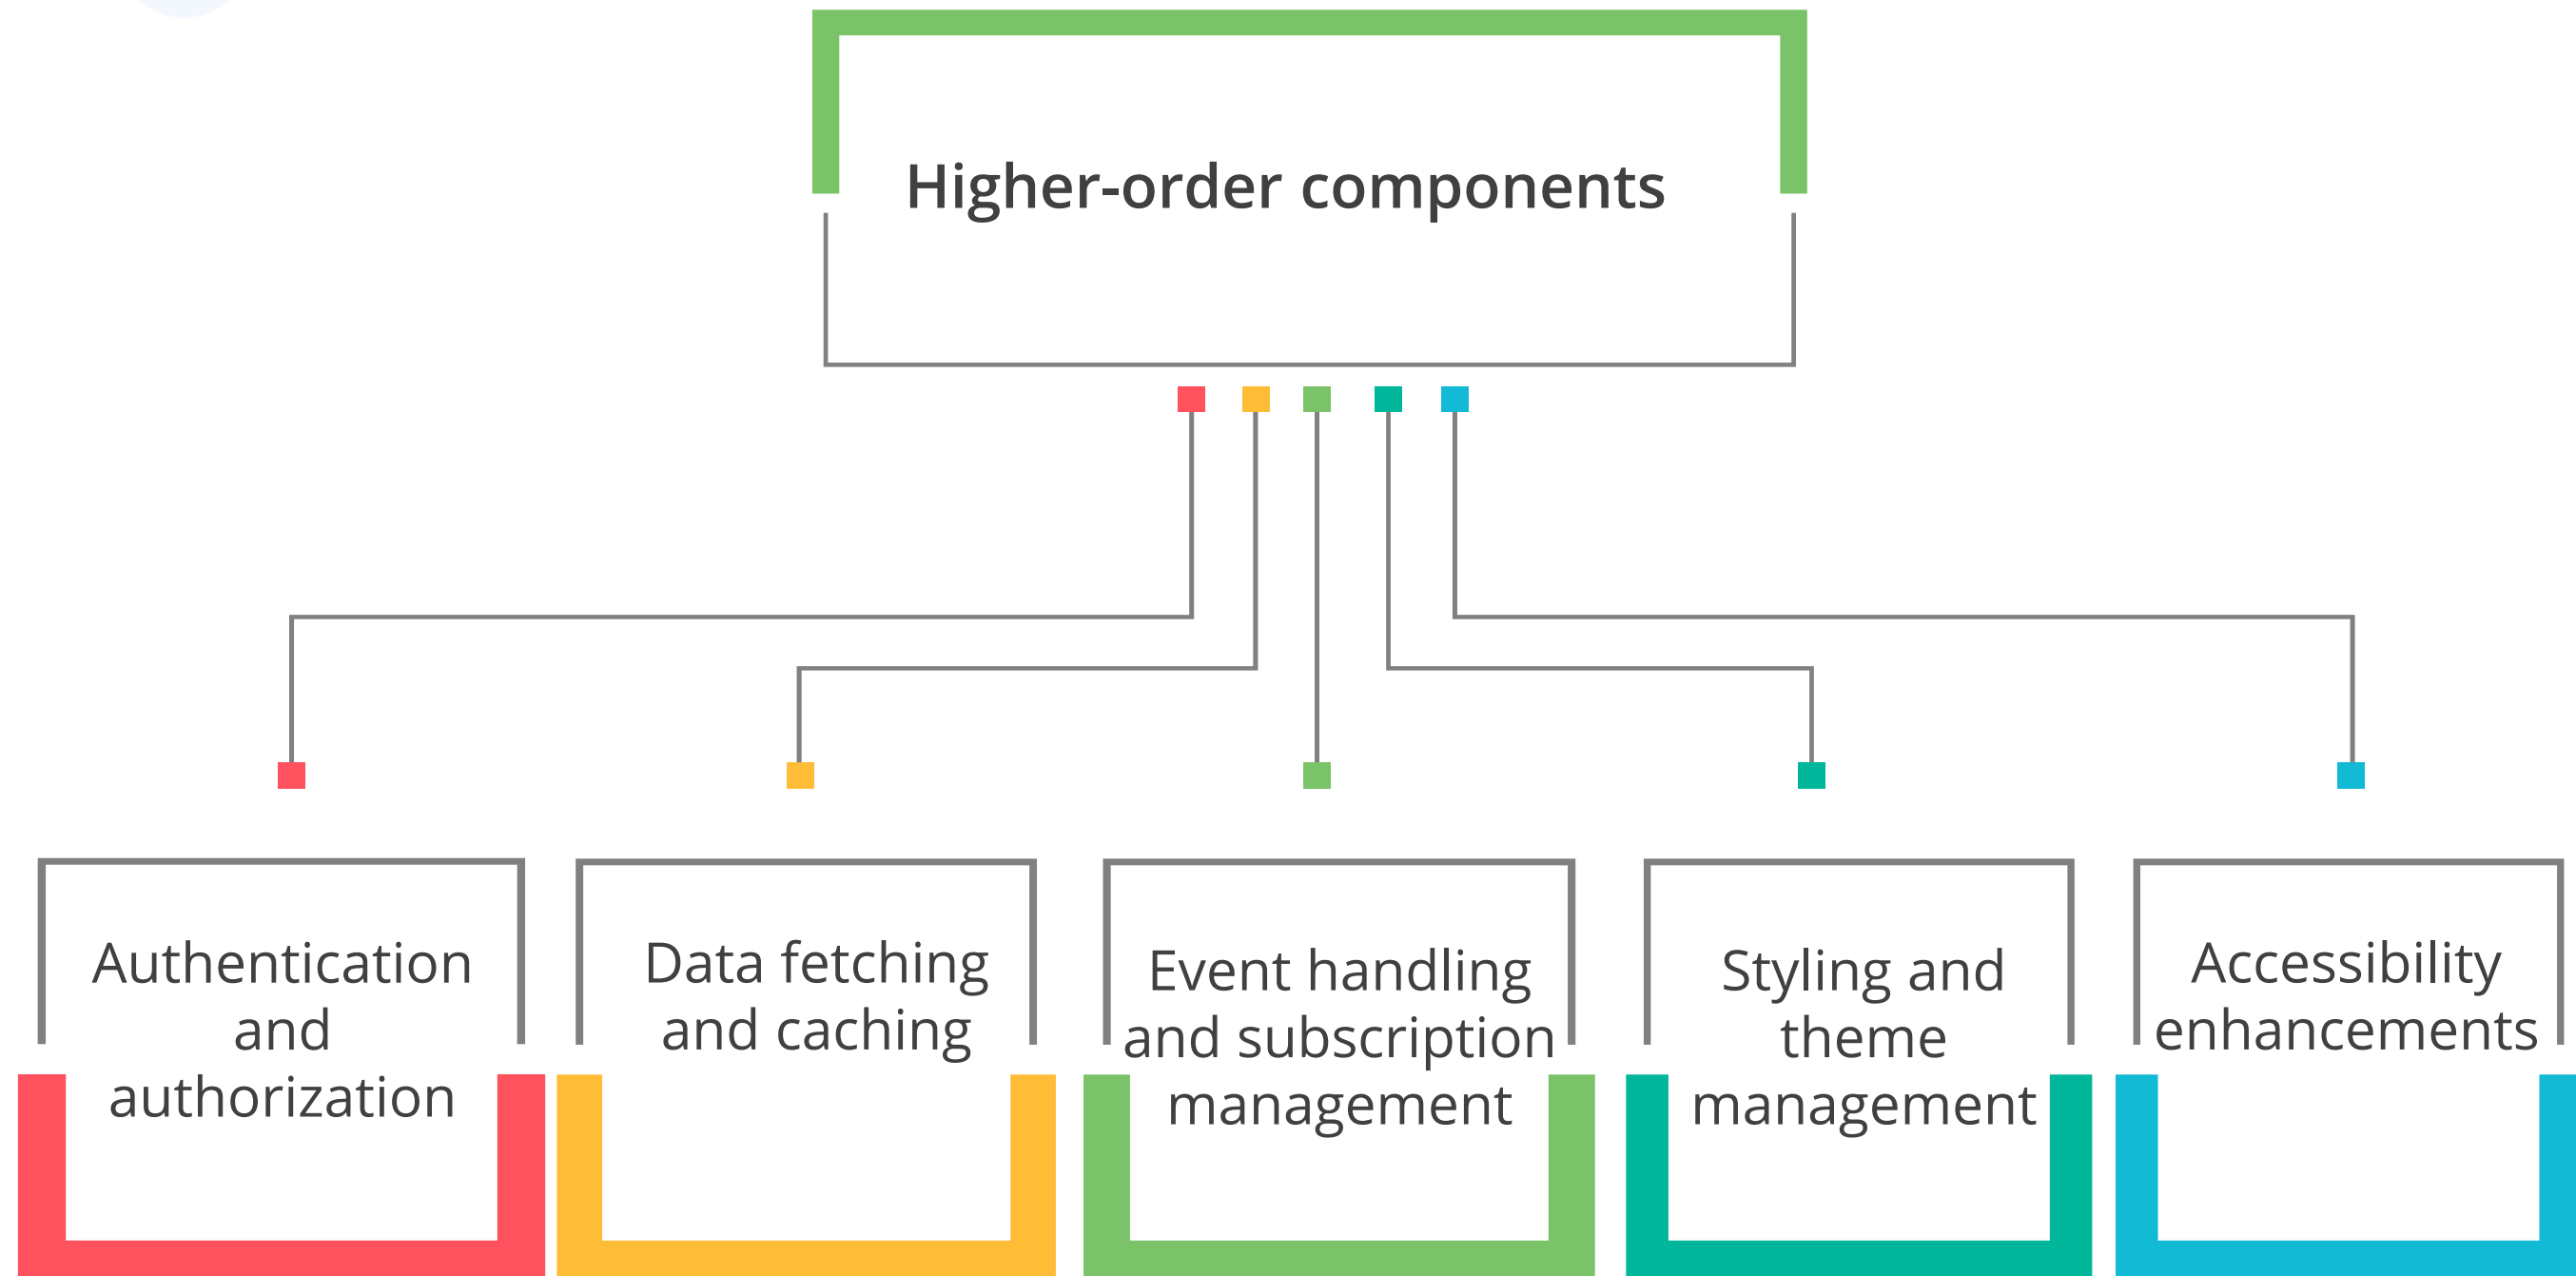 Higher-order components
Authentication
and
authorization
Data fetching
and caching
Event handling
and subscription
management
Styling and
theme
management
Accessibility
enhancements